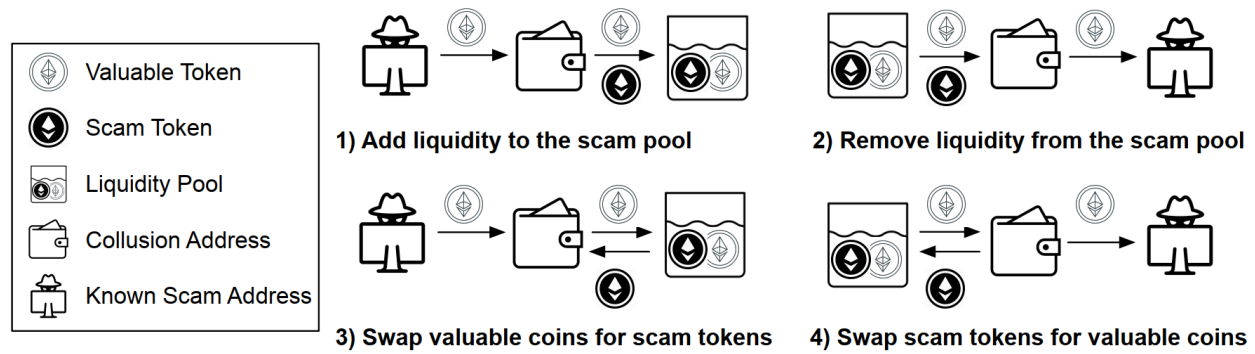 Valuable Token
Scam Token
Liquidity Pool
Collusion Address
Known Scam Address
1) Add liquidity to the scam pool
2) Remove liquidity from the scam pool
3) Swap valuable coins for scam tokens
4) Swap scam tokens for valuable coins